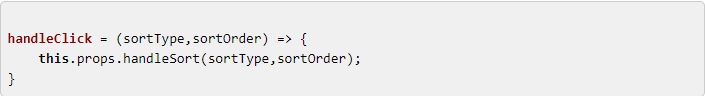 handleClick = (sortType,sortOrder) => {
    this.props.handleSort(sortType,sortOrder);
}